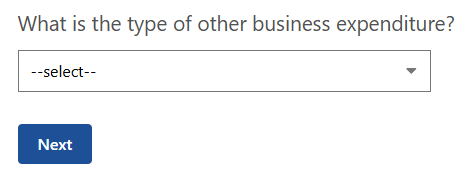 What is the type of other business expenditure?
--select--
Next